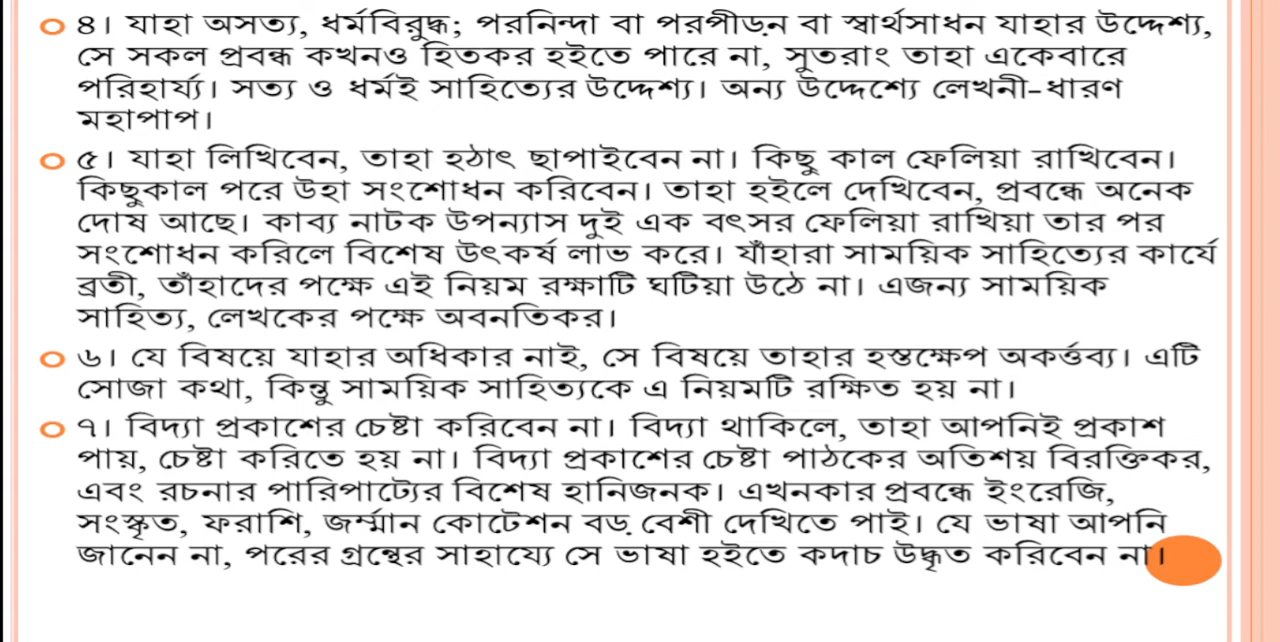 ৪। যাহা অসত্য, ধর্মবিরুদ্ধ; পরনিন্দা বা পরপীড়ন বা স্বার্থসাধন যাহার উদ্দেশ্য,
সে সকল প্রবন্ধ কখনও হিতকর হইতে পারে না, সুতরাং তাহা একেবারে
পরিহার্য্য। সত্য ও ধর্মই সাহিত্যের উদ্দেশ্য। অন্য উদ্দেশ্যে লেখনী-ধারণ
মহাপাপ।
৫। যাহা লিখিবেন, তাহা হঠাৎ ছাপাইবেন না। কিছু কাল ফেলিয়া রাখিবেন।
কিছুকাল পরে উহা সংশোধন করিবেন। তাহা হইলে দেখিবেন, প্রবন্ধে অনেক
দোষ আছে। কাব্য নাটক উপন্যাস দুই এক বৎসর ফেলিয়া রাখিয়া তার পর
সংশোধন করিলে বিশেষ উৎকর্ষ লাভ করে। যাঁহারা সাময়িক সাহিত্যের কার্যে
ব্রতী, তাঁহাদের পক্ষে এই নিয়ম রক্ষাটি ঘটিয়া উঠে না। এজন্য সাময়িক
সাহিত্য, লেখকের পক্ষে অবনতিকর।
৬। যে বিষয়ে যাহার অধিকার নাই, সে বিষয়ে তাহার হস্তক্ষেপ অকর্ত্তব্য। এটি
সোজা কথা, কিন্তু সাময়িক সাহিত্যকে এ নিয়মটি রক্ষিত হয় না।
৭। বিদ্যা প্রকাশের চেষ্টা করিবেন না। বিদ্যা থাকিলে, তাহা আপনিই প্রকাশ
পায়, চেষ্টা করিতে হয় না। বিদ্যা প্রকাশের চেষ্টা পাঠকের অতিশয় বিরক্তিকর,
এবং রচনার পারিপাট্যের বিশেষ হানিজনক। এখনকার প্রবন্ধে ইংরেজি,
সংস্কৃত, ফরাশি, জর্ম্মান কোটেশন বড় বেশী দেখিতে পাই। যে ভাষা আপনি
জানেন না, পরের গ্রন্থের সাহায্যে সে ভাষা হইতে কদাচ উদ্ধৃত করিবেন না।